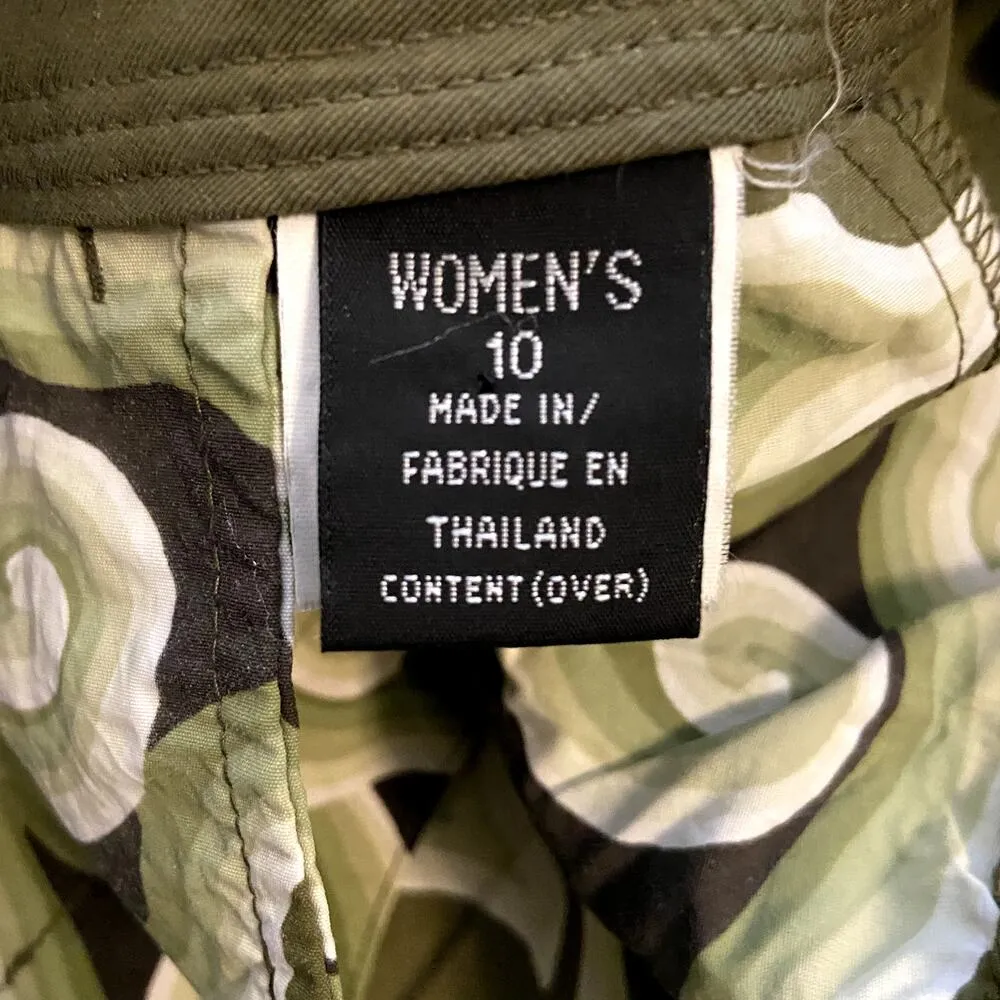 WOMEN'S
10
MADE IN/
FABRIQUE EN
THAILAND
CONTENT(OVER)